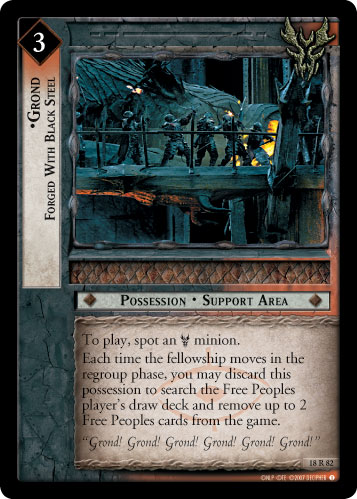 3
•Grond
Forged With Black Steel
Possession • Support Area
To play, spot an minion.
Each time the fellowship moves in the
regroup phase, you may discard this
possession to search the Free Peoples
player's draw deck and remove up to 2
Free Peoples cards from the game.
"Grond! Grond! Grond! Grond! Grond! Grond!"
18 R 82